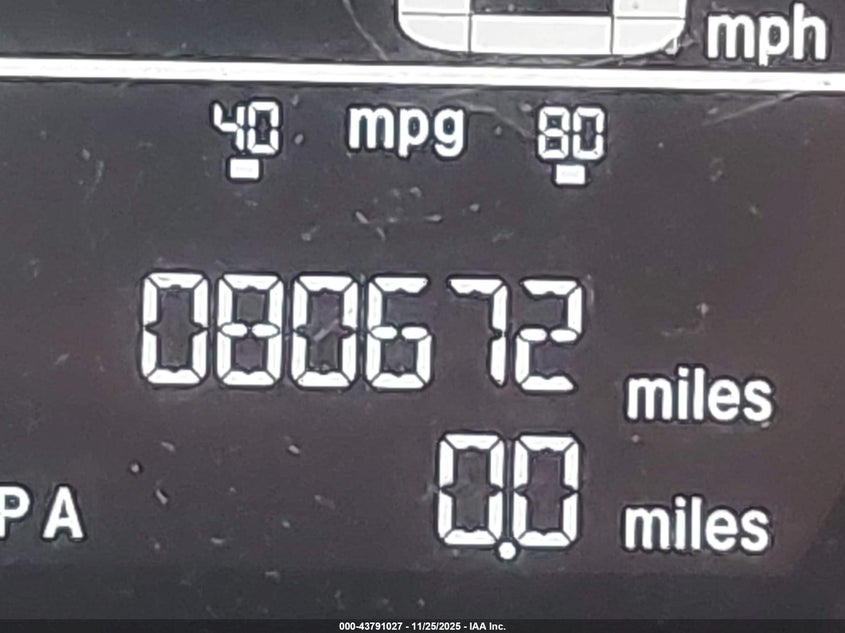 mph
40 mpg 80
080672 miles
PA 0.0 miles
000-43791027 - 11/25/2025 - IAA Inc.